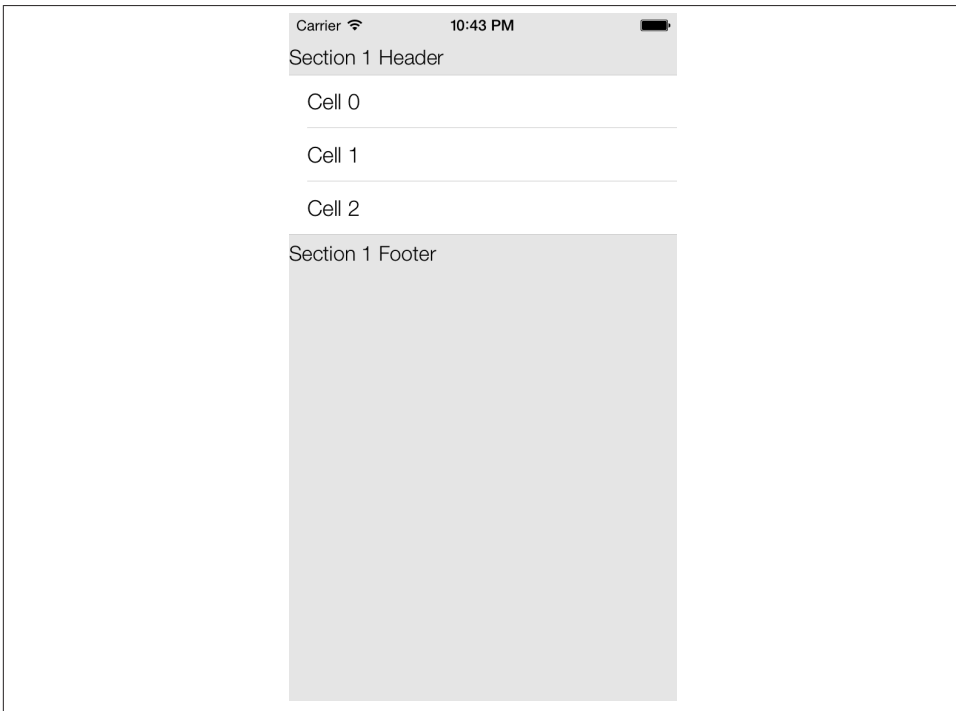 Carrier 10:43 PM
Section 1 Header
Cell 0
Cell 1
Cell 2
Section 1 Footer